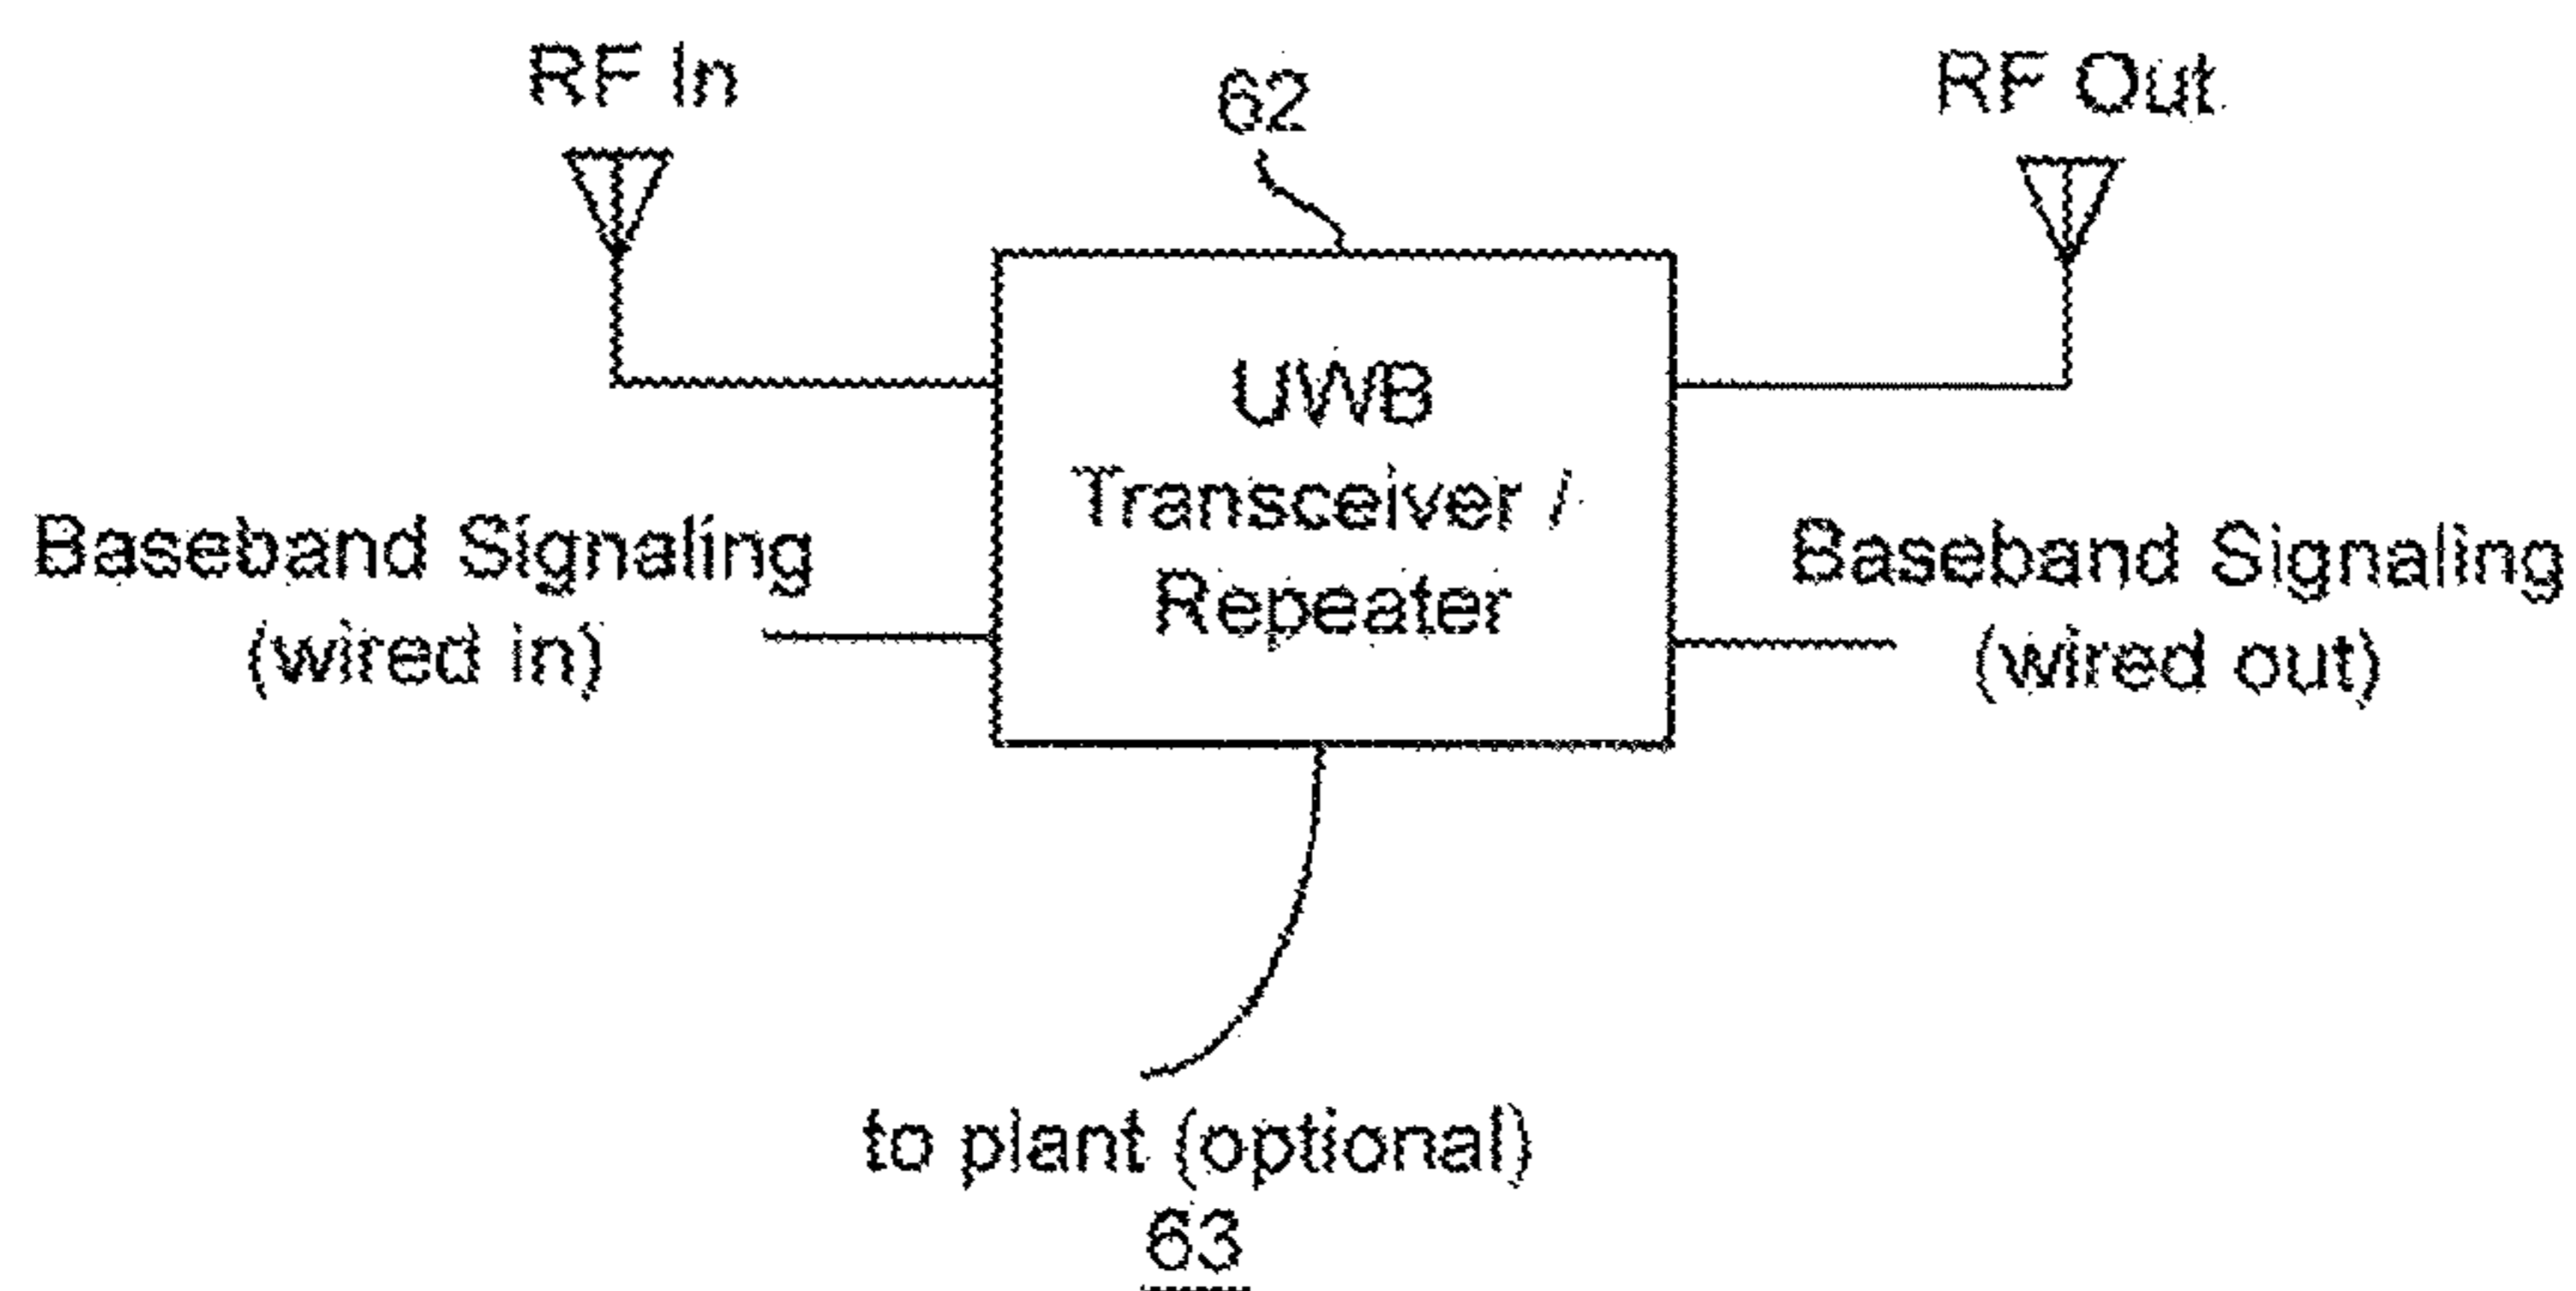 RF In
62
RF Out
UWB
Transceiver /
Repeater
Baseband Signaling
(wired in)
Baseband Signaling
(wired out)
to plant (optional)
63